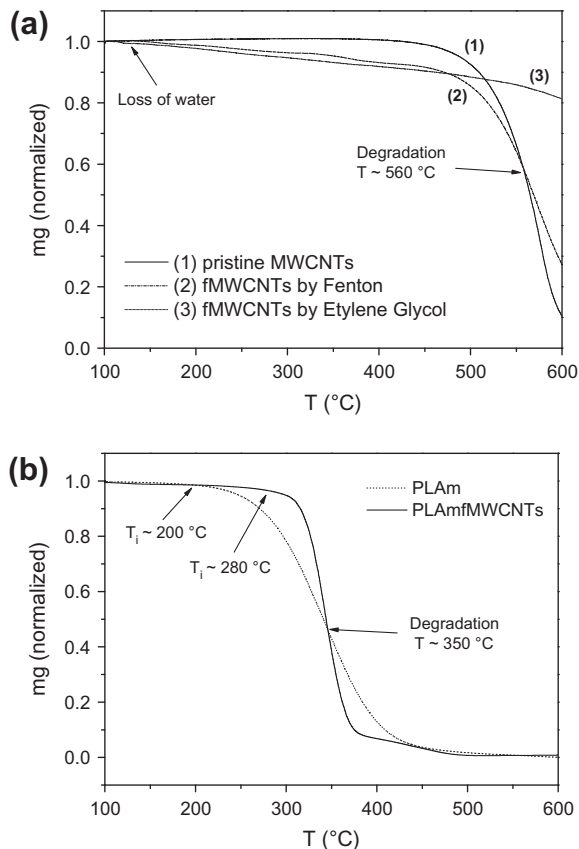 (a)
mg (normalized)
1.0
0.8
0.6
0.4
0.2
0.0
Loss of water
(1)
(2)
(3)
Degradation
T ~ 560 °C
(1) pristine MWCNTs
(2) fMWCNTs by Fenton
(3) fMWCNTs by Etylene Glycol
100 200 300 400 500 600
T (°C)
(b)
mg (normalized)
1.0
0.8
0.6
0.4
0.2
0.0
PLAm
PLAmfMWCNTs
Ti ~ 200 °C
Ti ~ 280 °C
Degradation
T ~ 350 °C
100 200 300 400 500 600
T (°C)